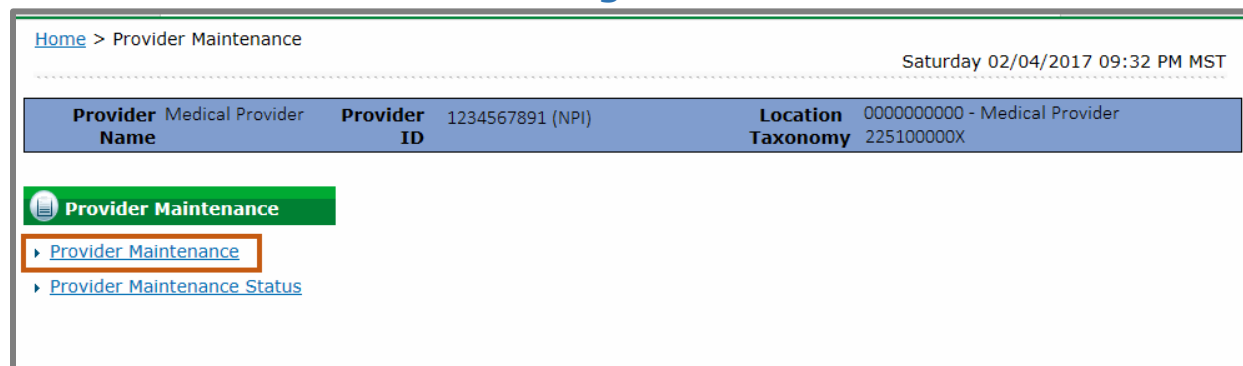 Home > Provider Maintenance
Saturday 02/04/2017 09:32 PM MST
Provider Name Medical Provider Provider ID 1234567891 (NPI) Location 0000000000 - Medical Provider
Taxonomy 225100000X
Provider Maintenance
Provider Maintenance
Provider Maintenance Status